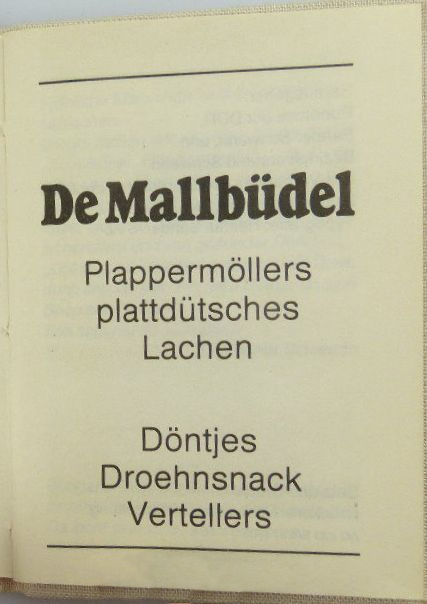 De Mallbüdel
Plappermöllers
plattdütsches
Lachen
Döntjes
Droehnsnack
Vertellers